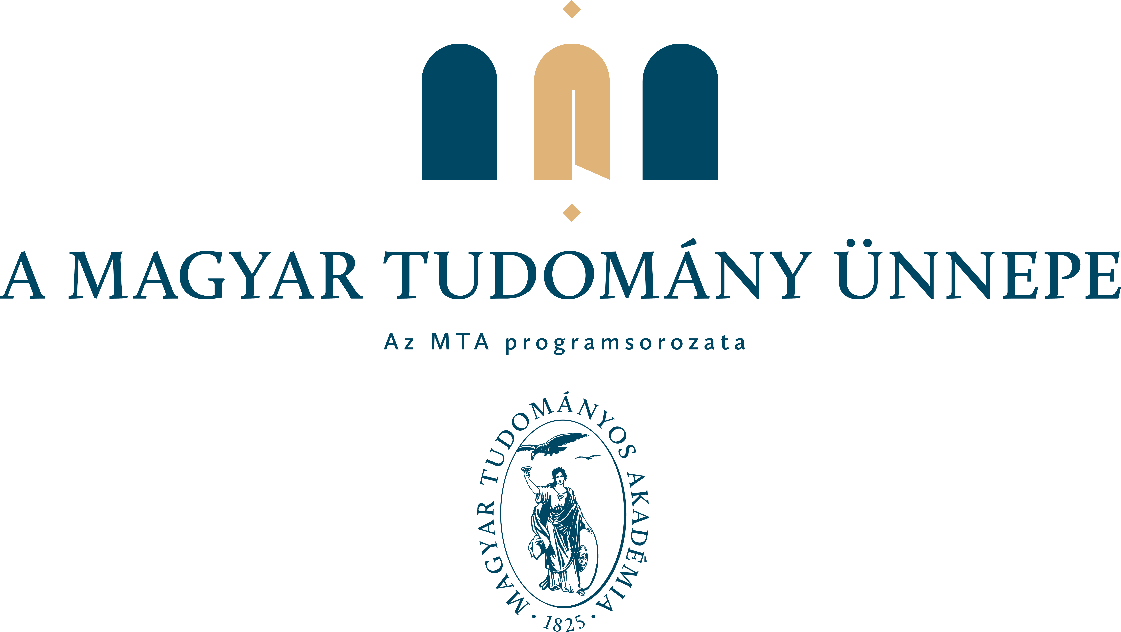 A MAGYAR TUDOMÁNY ÜNNEPE
Az MTA programsorozata
· MAGYAR TUDOMÁNYOS AKADÉMIA ·
1825